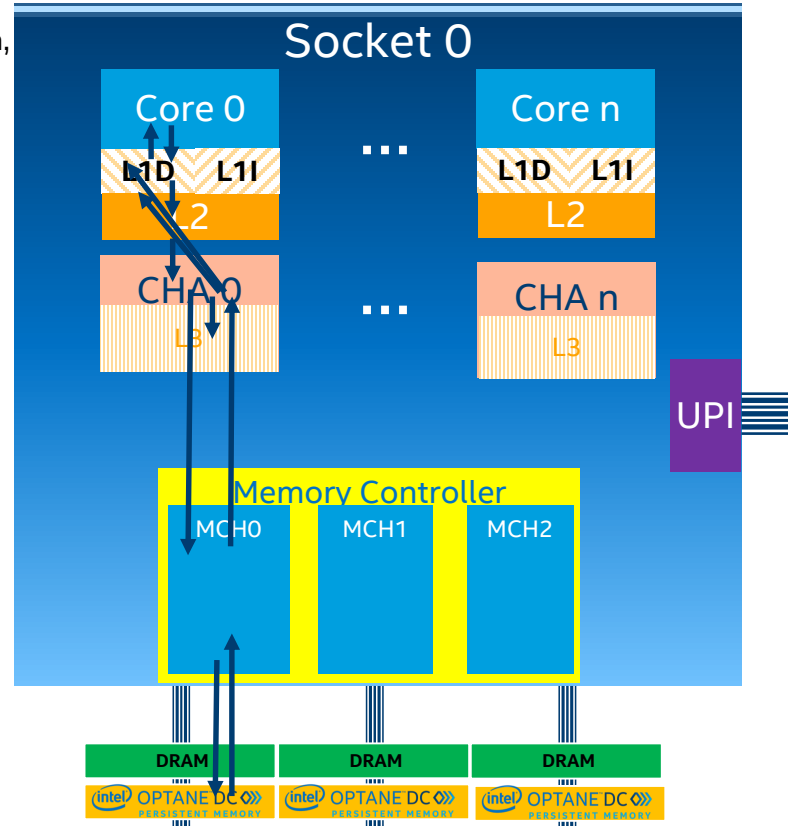 ,
Socket 0
Core 0 ... Core n
L1D L1I L1D L1I
L2 L2
CHA 0 ... CHA n
L3 L3
UPI
Memory Controller
MCH0 MCH1 MCH2
DRAM DRAM DRAM
intel OPTANE DC intel OPTANE DC intel OPTANE DC
PERSISTENT MEMORY PERSISTENT MEMORY PERSISTENT MEMORY